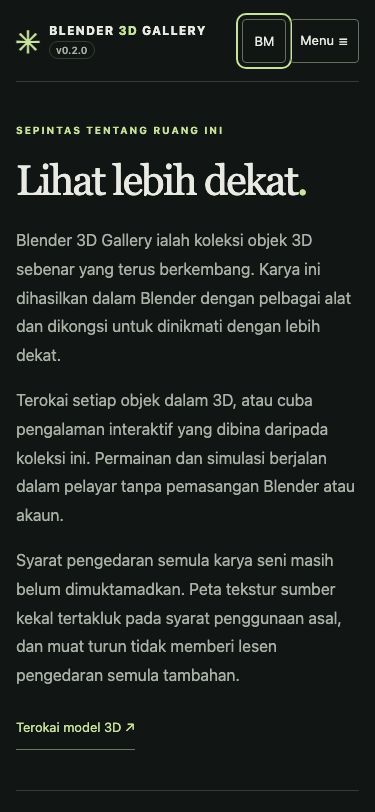 BLENDER 3D GALLERY
v0.2.0
BM
Menu ≡
SEPINTAS TENTANG RUANG INI
Lihat lebih dekat.
Blender 3D Gallery ialah koleksi objek 3D
sebenar yang terus berkembang. Karya ini
dihasilkan dalam Blender dengan pelbagai alat
dan dikongsi untuk dinikmati dengan lebih
dekat.
Terokai setiap objek dalam 3D, atau cuba
pengalaman interaktif yang dibina daripada
koleksi ini. Permainan dan simulasi berjalan
dalam pelayar tanpa pemasangan Blender atau
akaun.
Syarat pengedaran semula karya seni masih
belum dimuktamadkan. Peta tekstur sumber
kekal tertakluk pada syarat penggunaan asal,
dan muat turun tidak memberi lesen
pengedaran semula tambahan.
Terokai model 3D ↗